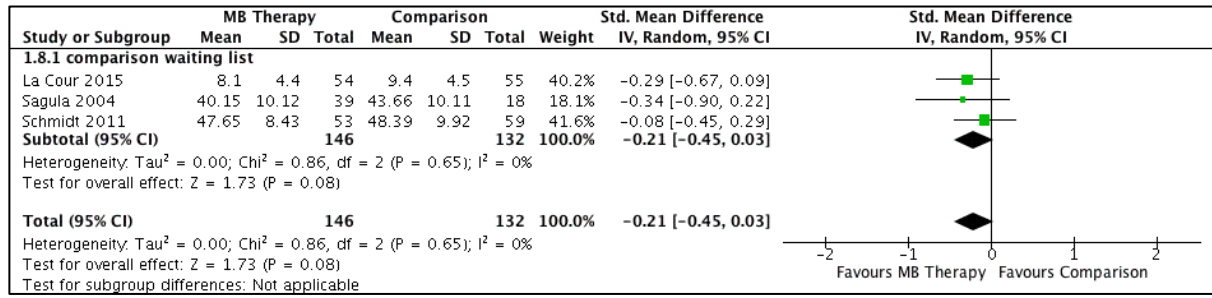 MB Therapy Comparison Std. Mean Difference Std. Mean Difference
Study or Subgroup Mean SD Total Mean SD Total Weight IV, Random, 95% CI IV, Random, 95% CI
1.8.1 comparison waiting list
La Cour 2015 8.1 4.4 54 9.4 4.5 55 40.2% -0.29 [-0.67, 0.09]
Sagula 2004 40.15 10.12 39 43.66 10.11 18 18.1% -0.34 [-0.90, 0.22]
Schmidt 2011 47.65 8.43 53 48.39 9.92 59 41.6% -0.08 [-0.45, 0.29]
Subtotal (95% CI) 146 132 100.0% -0.21 [-0.45, 0.03]
Heterogeneity: Tau² = 0.00; Chi² = 0.86, df = 2 (P = 0.65); I² = 0%
Test for overall effect: Z = 1.73 (P = 0.08)
Total (95% CI) 146 132 100.0% -0.21 [-0.45, 0.03]
Heterogeneity: Tau² = 0.00; Chi² = 0.86, df = 2 (P = 0.65); I² = 0%
Test for overall effect: Z = 1.73 (P = 0.08)
Test for subgroup differences: Not applicable
-2 -1 0 1 2
Favours MB Therapy Favours Comparison